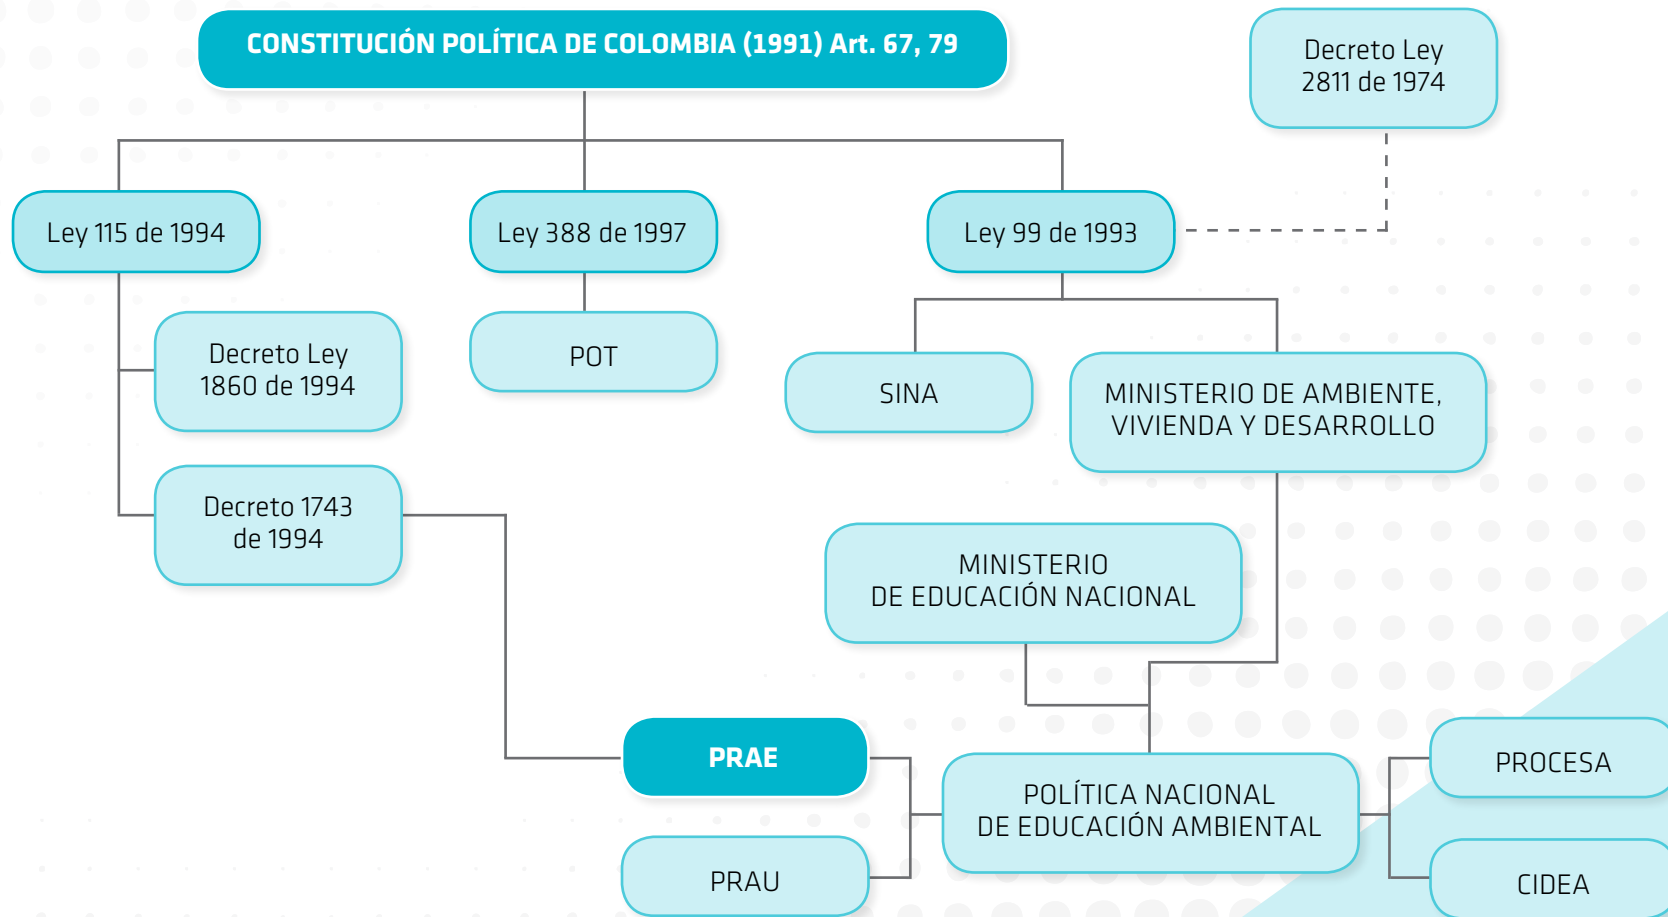 CONSTITUCIÓN POLÍTICA DE COLOMBIA (1991) Art. 67, 79
Decreto Ley
2811 de 1974
Ley 115 de 1994
Ley 388 de 1997
Ley 99 de 1993
Decreto Ley
1860 de 1994
POT
SINA
MINISTERIO DE AMBIENTE,
VIVIENDA Y DESARROLLO
Decreto 1743
de 1994
MINISTERIO
DE EDUCACIÓN NACIONAL
PRAE
POLÍTICA NACIONAL
DE EDUCACIÓN AMBIENTAL
PROCESA
PRAU
CIDEA